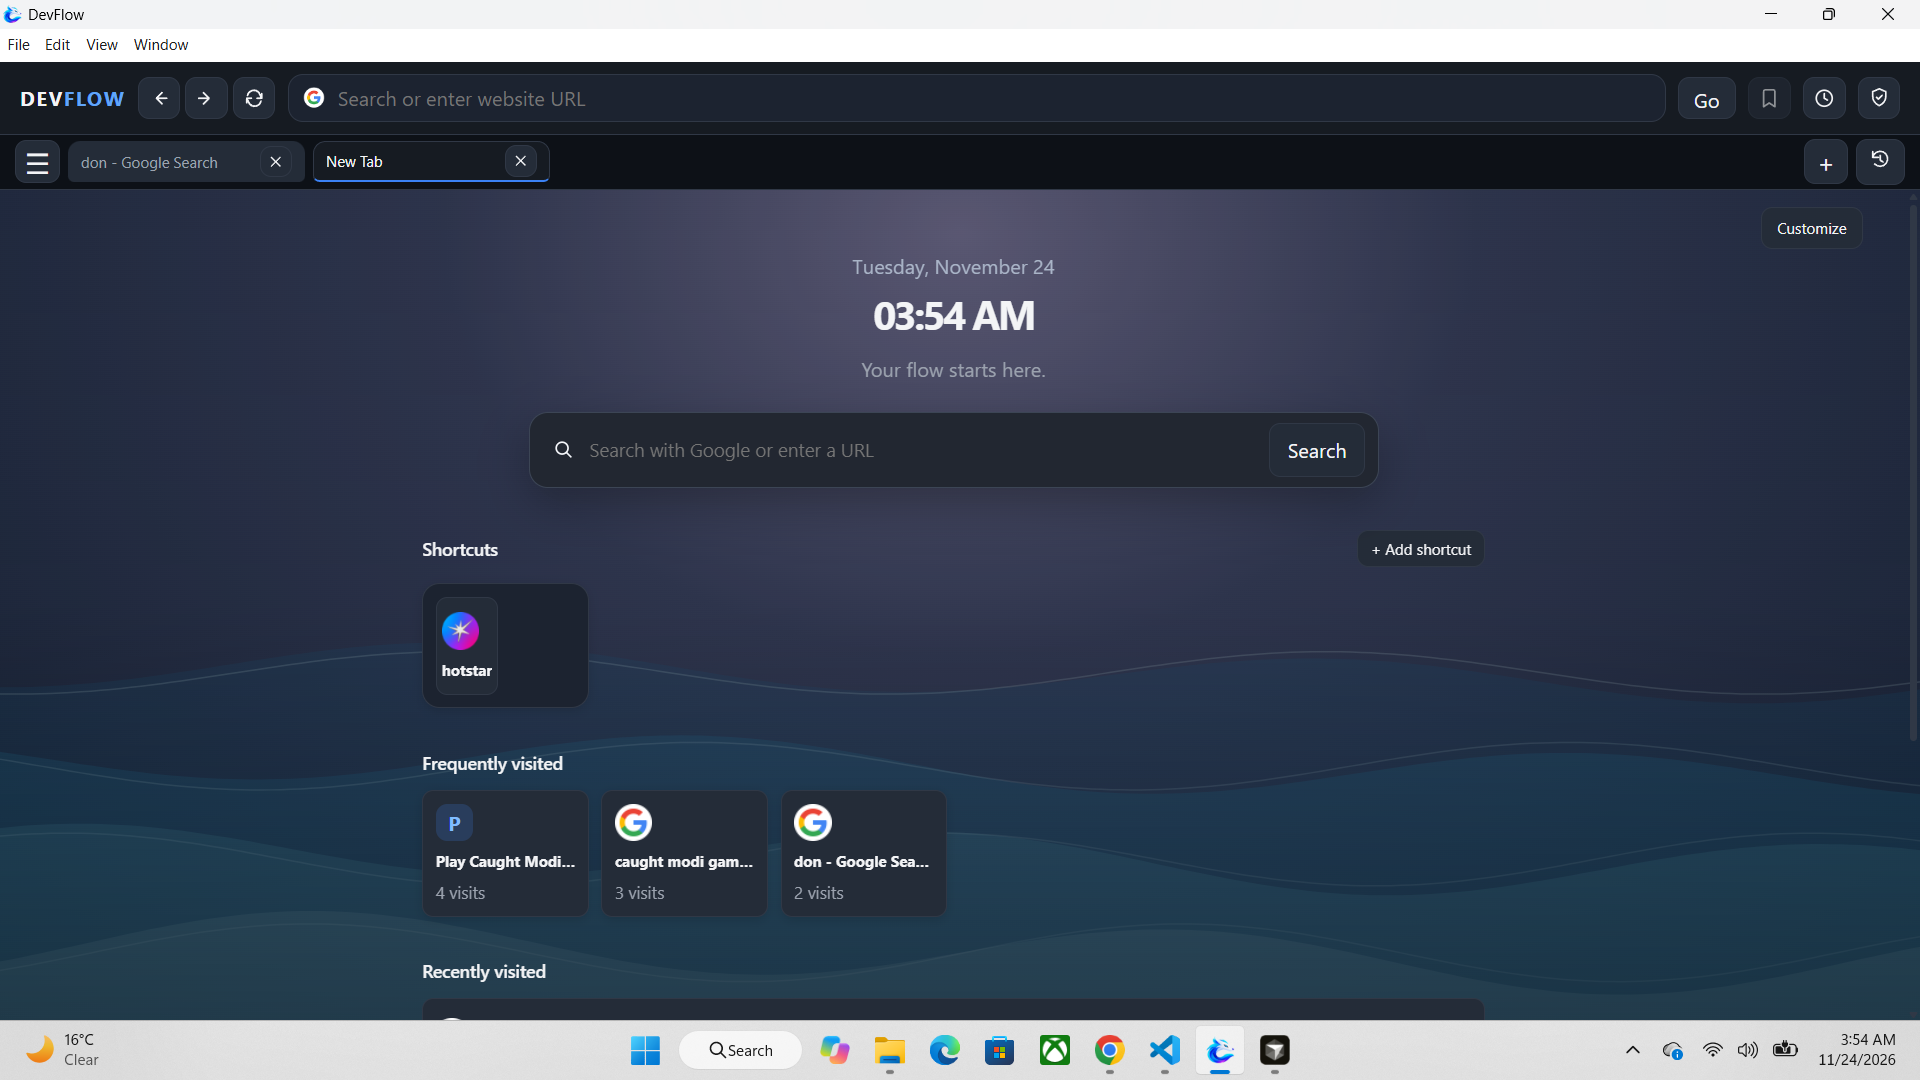 DevFlow
File Edit View Window
DEVFLOW
Search or enter website URL
Go
don - Google Search
New Tab
+
Customize
Tuesday, November 24
03:54 AM
Your flow starts here.
Search with Google or enter a URL
Search
Shortcuts
+ Add shortcut
hotstar
Frequently visited
P
Play Caught Modi...
4 visits
caught modi gam...
3 visits
don - Google Sea...
2 visits
Recently visited
16°C
Clear
Search
3:54 AM
11/24/2026